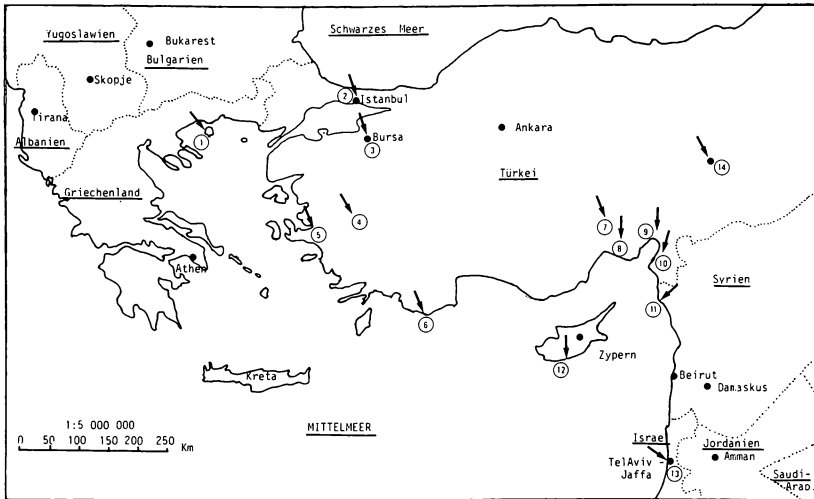 Yugoslawien
Schwarzes Meer
Bukarest
Bulgarien
Skopje
2
Istanbul
Tirana
Ankara
1
Bursa
Albanien
3
14
Türkei
Griechenland
4
7
9
5
8
10
Athen
Syrien
11
6
Zypern
12
Kreta
Beirut
Damaskus
1:5 000 000
MITTELMEER
0 50 100 150 200 250
Km
Israel
Jordanien
TelAviv -
Jaffa
Amman
13
Saudi-
Arab